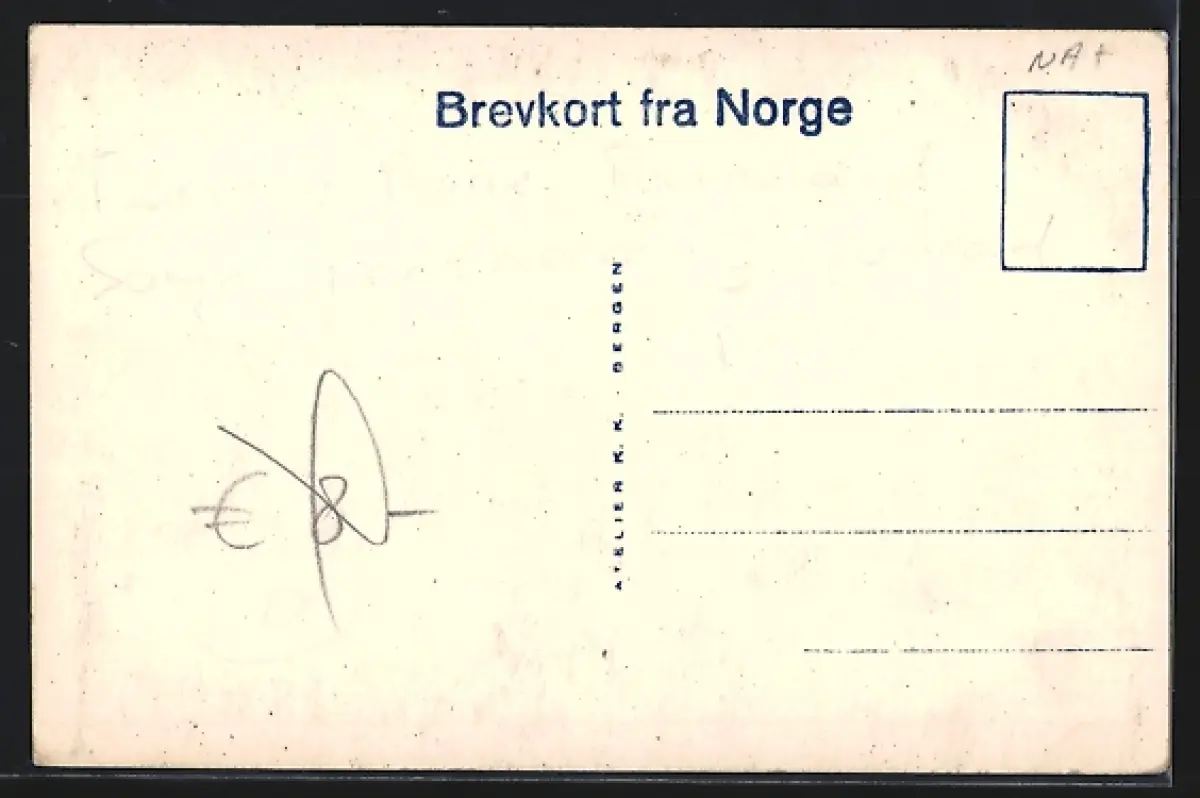 NA+
Brevkort fra Norge
ATELIER K. K. · BERGEN
€ 8